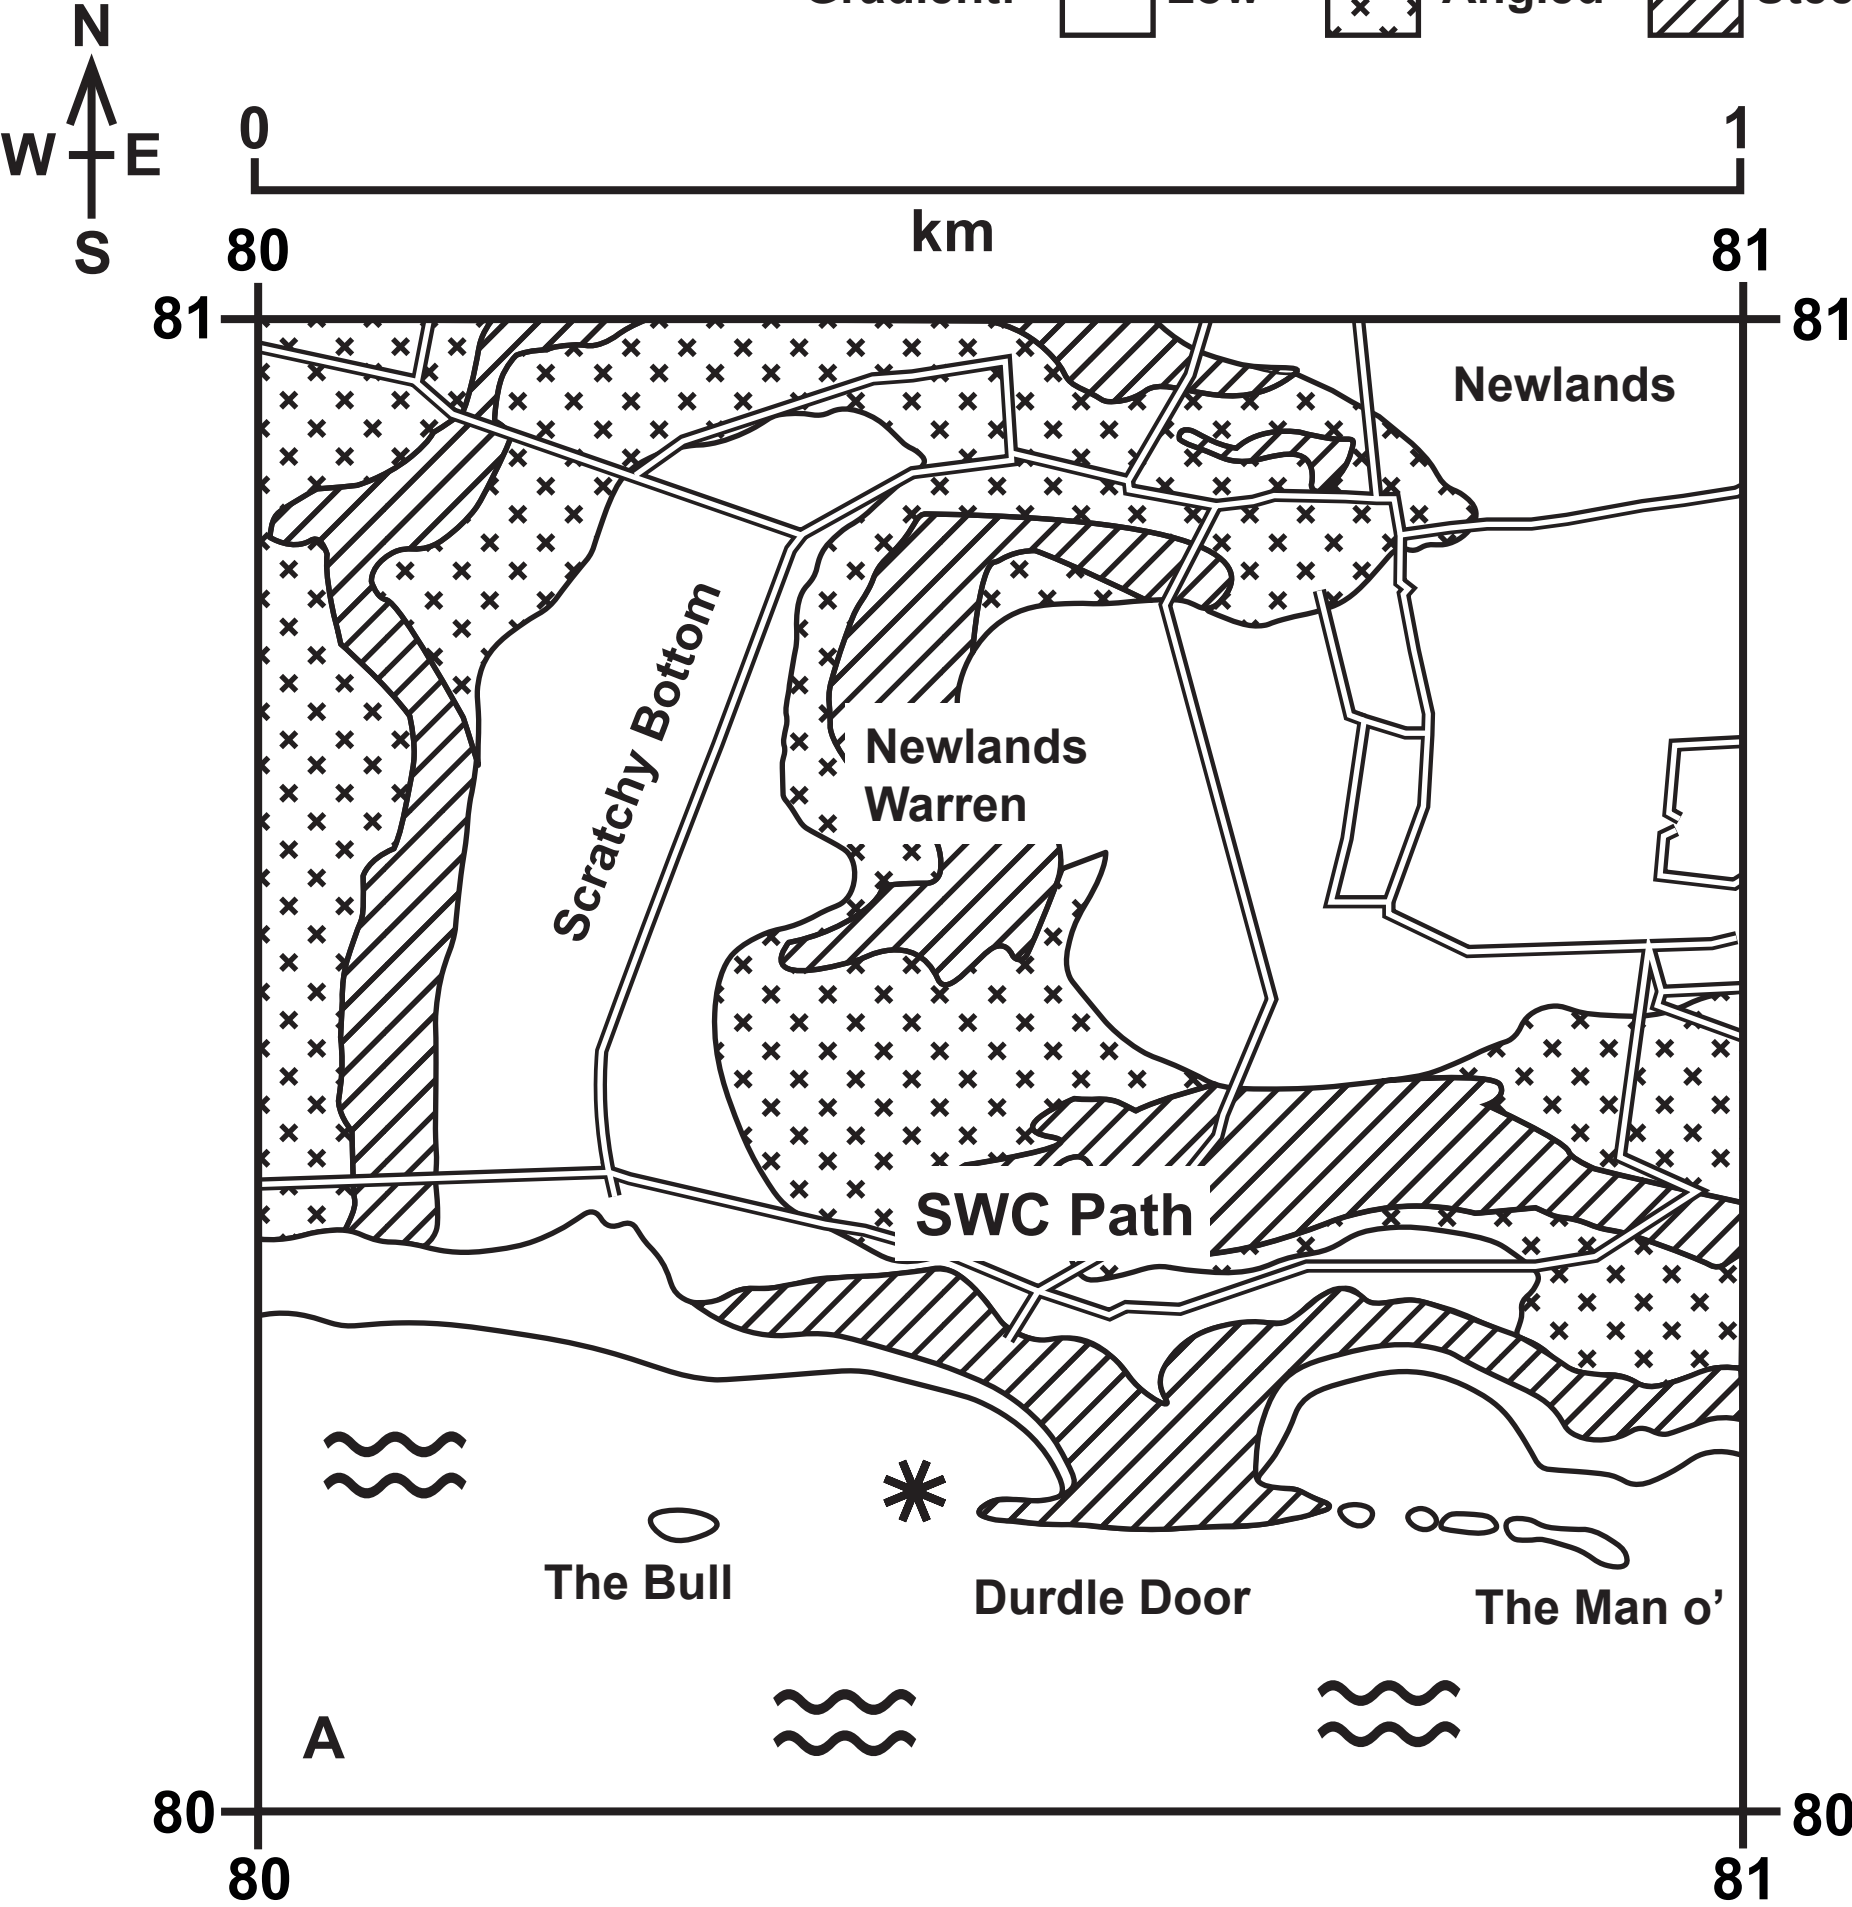 N
W E
S
0 1
km
80 81
81 81
Newlands
Scratchy Bottom
Newlands
Warren
SWC Path
The Bull
Durdle Door
The Man o’
A
80 80
80 81